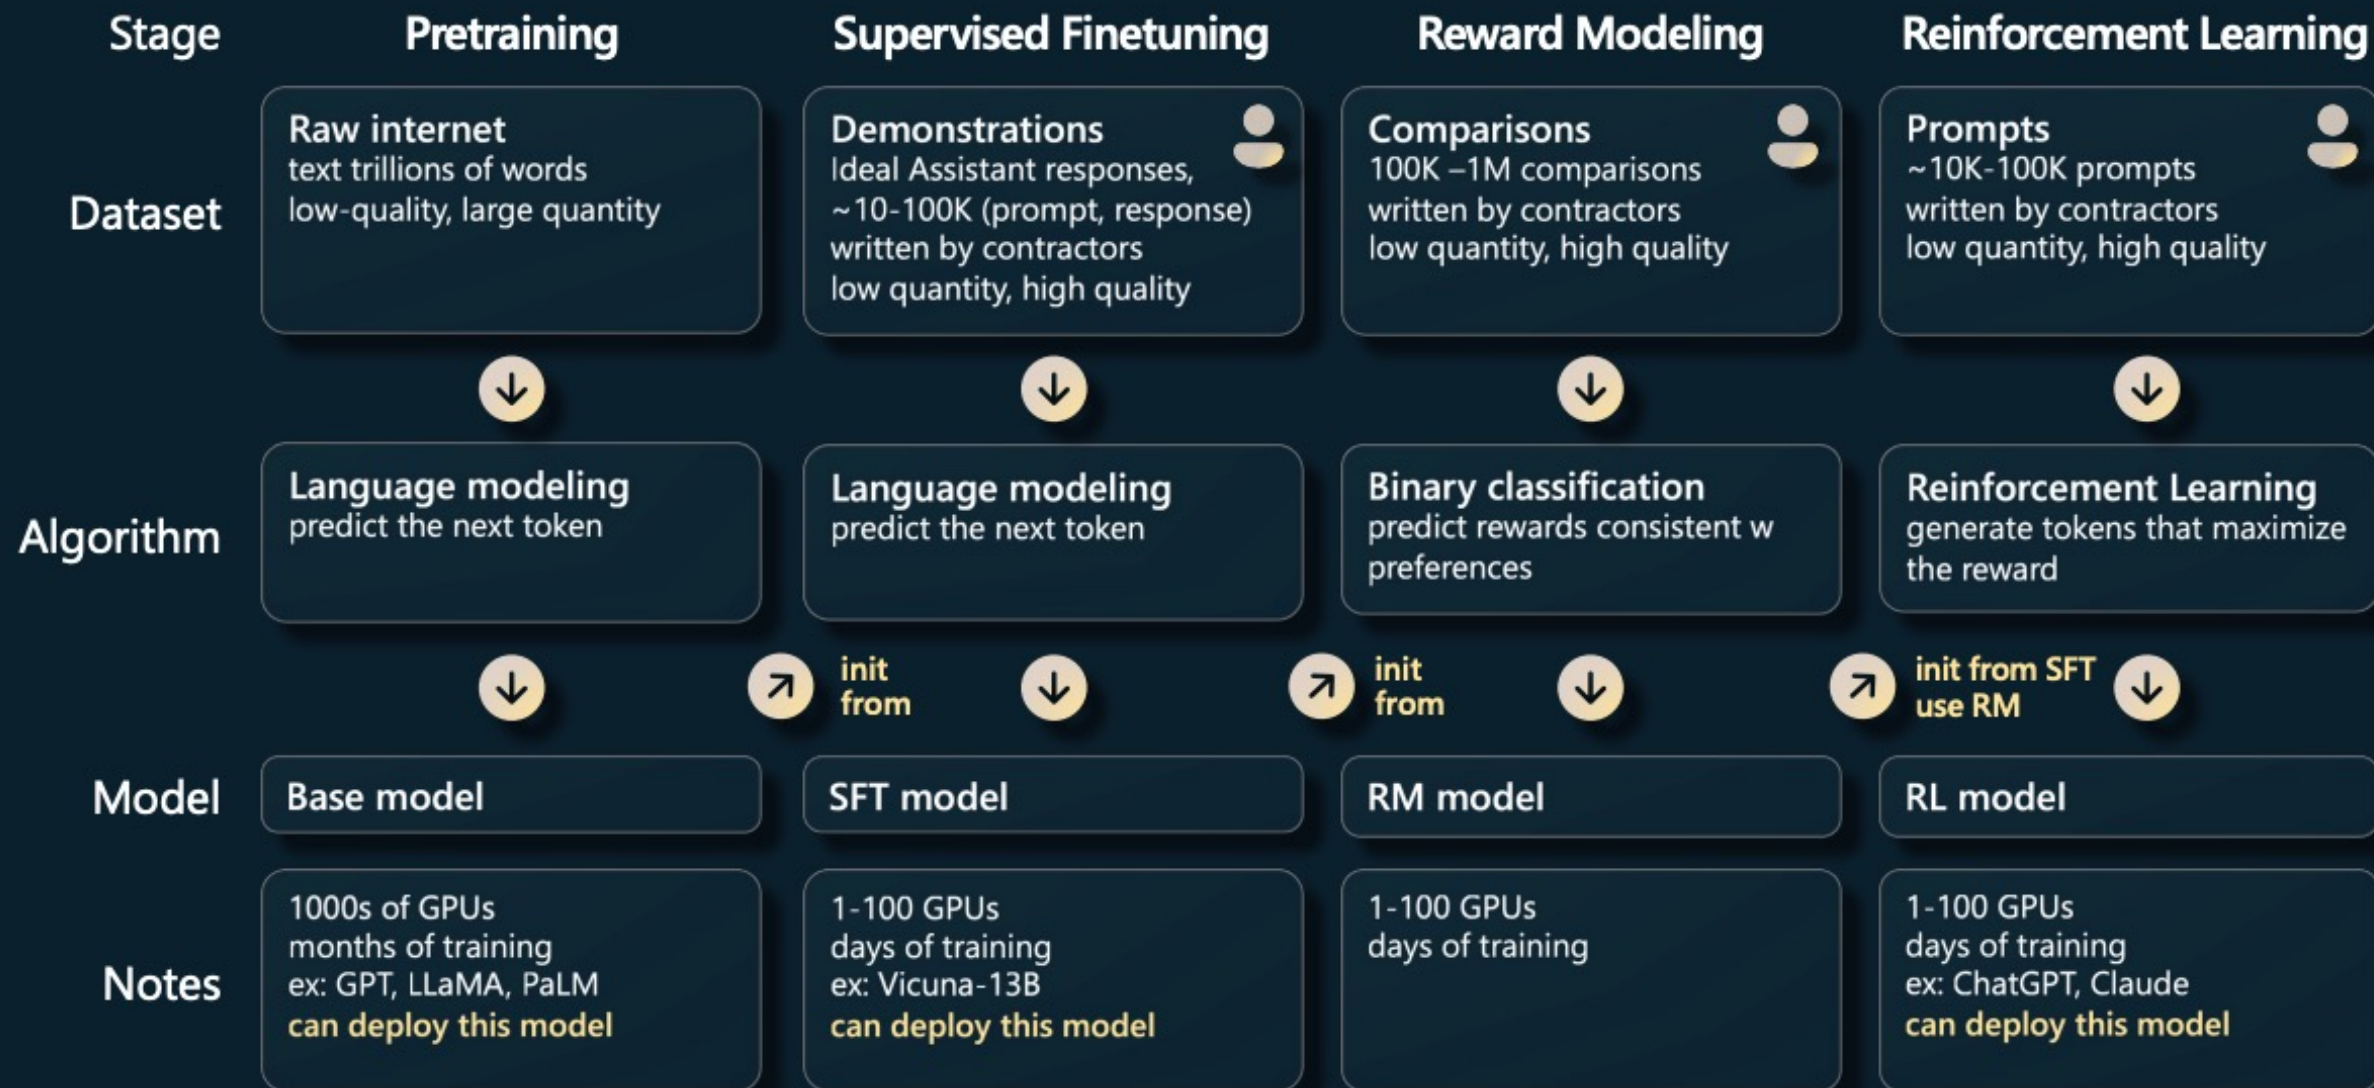 Stage
Pretraining
Supervised Finetuning
Reward Modeling
Reinforcement Learning
Dataset
Raw internet
text trillions of words
low-quality, large quantity
Demonstrations
Ideal Assistant responses,
~10-100K (prompt, response)
written by contractors
low quantity, high quality
Comparisons
100K –1M comparisons
written by contractors
low quantity, high quality
Prompts
~10K-100K prompts
written by contractors
low quantity, high quality
Algorithm
Language modeling
predict the next token
Language modeling
predict the next token
Binary classification
predict rewards consistent w
preferences
Reinforcement Learning
generate tokens that maximize
the reward
init
from
init
from
init from SFT
use RM
Model
Base model
SFT model
RM model
RL model
Notes
1000s of GPUs
months of training
ex: GPT, LLaMA, PaLM
can deploy this model
1-100 GPUs
days of training
ex: Vicuna-13B
can deploy this model
1-100 GPUs
days of training
1-100 GPUs
days of training
ex: ChatGPT, Claude
can deploy this model